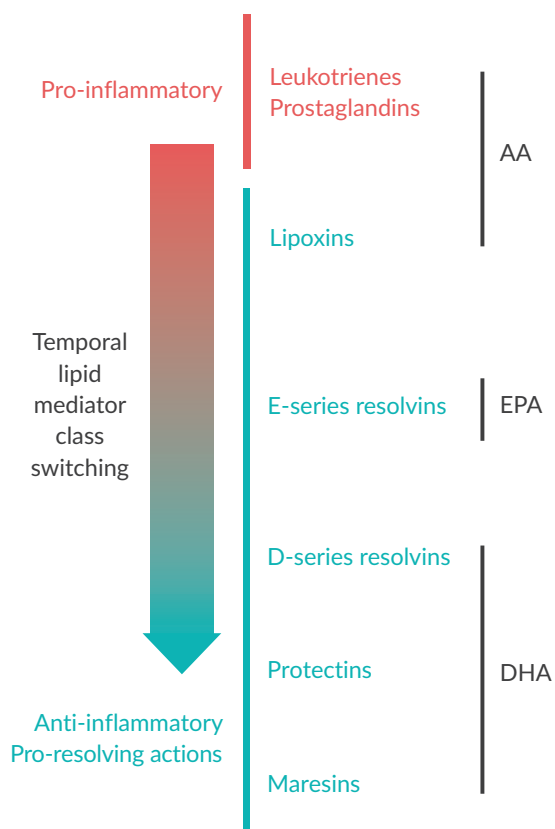 Pro-inflammatory
Leukotrienes
Prostaglandins
AA
Lipoxins
Temporal
lipid
mediator
class
switching
E-series resolvins
EPA
D-series resolvins
Protectins
DHA
Anti-inflammatory
Pro-resolving actions
Maresins